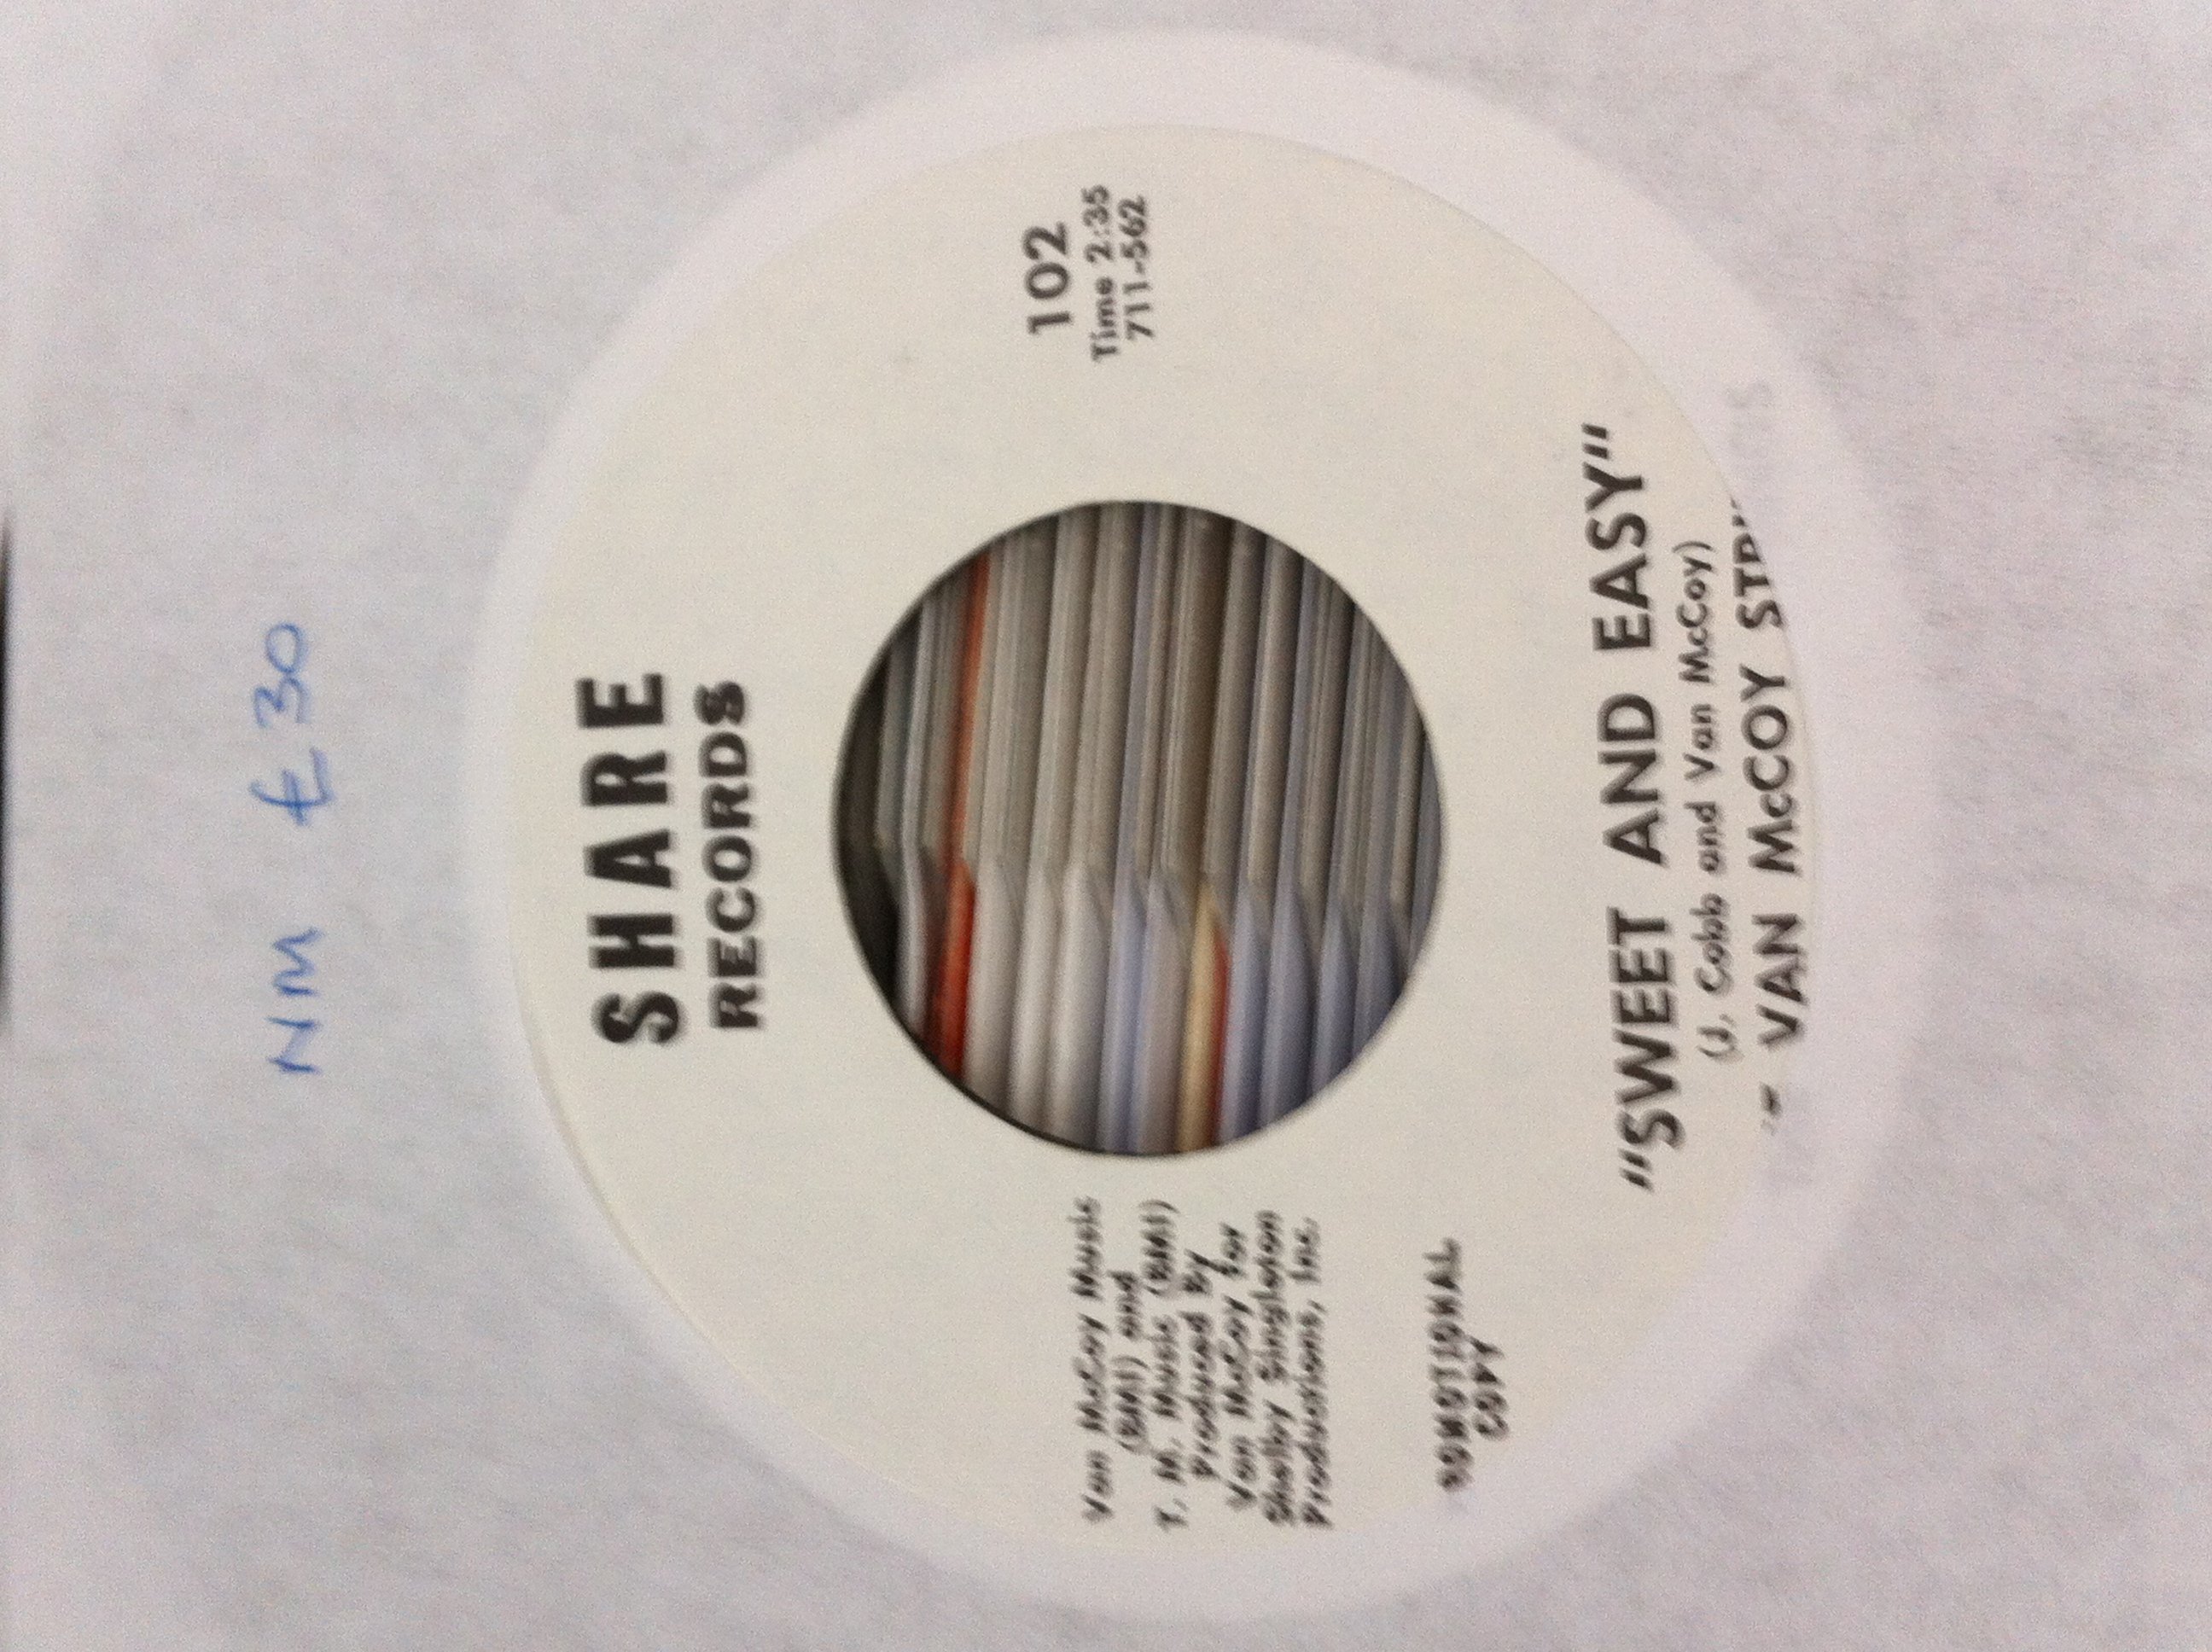 NM £30
SHARE
RECORDS
102
Time 2:35
711-562
Van McCoy Music
(BMI) and
T. M. Music (BMI)
Produced By
Van McCoy for
Shelby Singleton
Productions, Inc.
COPY
"SWEET AND EASY"
(J. Cobb and Van McCoy)
VAN McCOY